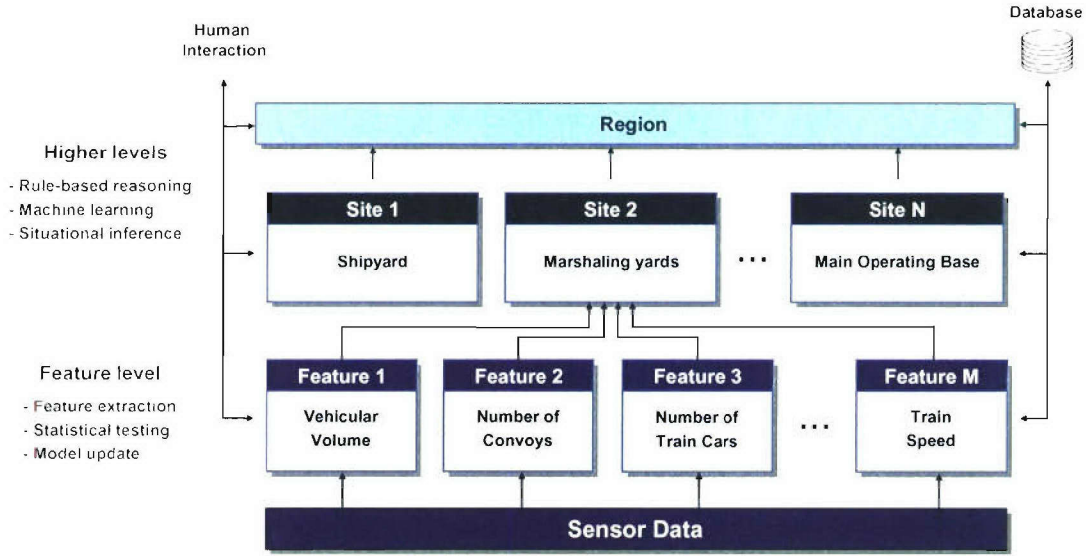 Human
Interaction
Database
Region
Higher levels
- Rule-based reasoning
- Machine learning
- Situational inference
Site 1
Shipyard
Site 2
Marshaling yards
...
Site N
Main Operating Base
Feature level
- Feature extraction
- Statistical testing
- Model update
Feature 1
Vehicular
Volume
Feature 2
Number of
Convoys
Feature 3
Number of
Train Cars
...
Feature M
Train
Speed
Sensor Data